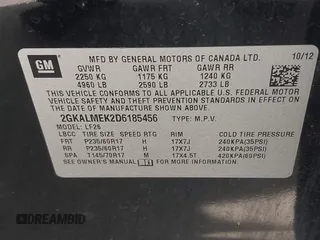 GM
MFD BY GENERAL MOTORS OF CANADA LTD. 10/12
GVWR GAWR FRT GAWR RR
2250 KG 1175 KG 1240 KG
4960 LB 2590 LB 2733 LB
THIS VEHICLE CONFORMS TO ALL APPLICABLE U.S.
FEDERAL MOTOR VEHICLE SAFETY, BUMPER, AND
THEFT PREVENTION STANDARDS IN EFFECT ON THE DATE
OF MANUFACTURE SHOWN ABOVE.
2GKALMEK2D6185456 TYPE: M.P.V.
LF26
LBCC TIRE SIZE SPEED RTG RIM COLD TIRE PRESSURE
FRT P235/60R17 H 17X7J 240KPA(35PSI)
RR P235/60R17 H 17X7J 240KPA(35PSI)
SPA T145/70R17 M 17X4.5T 420KPA(60PSI)
SEE OWNER'S MANUAL
DREAMBID